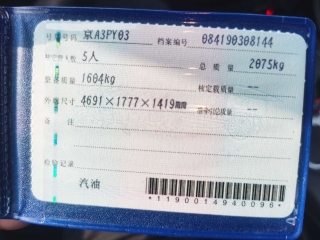 号牌号码 京A3PY03 档案编号 084190308144
核定载人数 5人 总质量 2075kg
整备质量 1604kg 核定载质量 --
外廓尺寸 4691×1777×1419mm 准牵引总质量 --
备注
检验记录
汽油
*1190014940096*